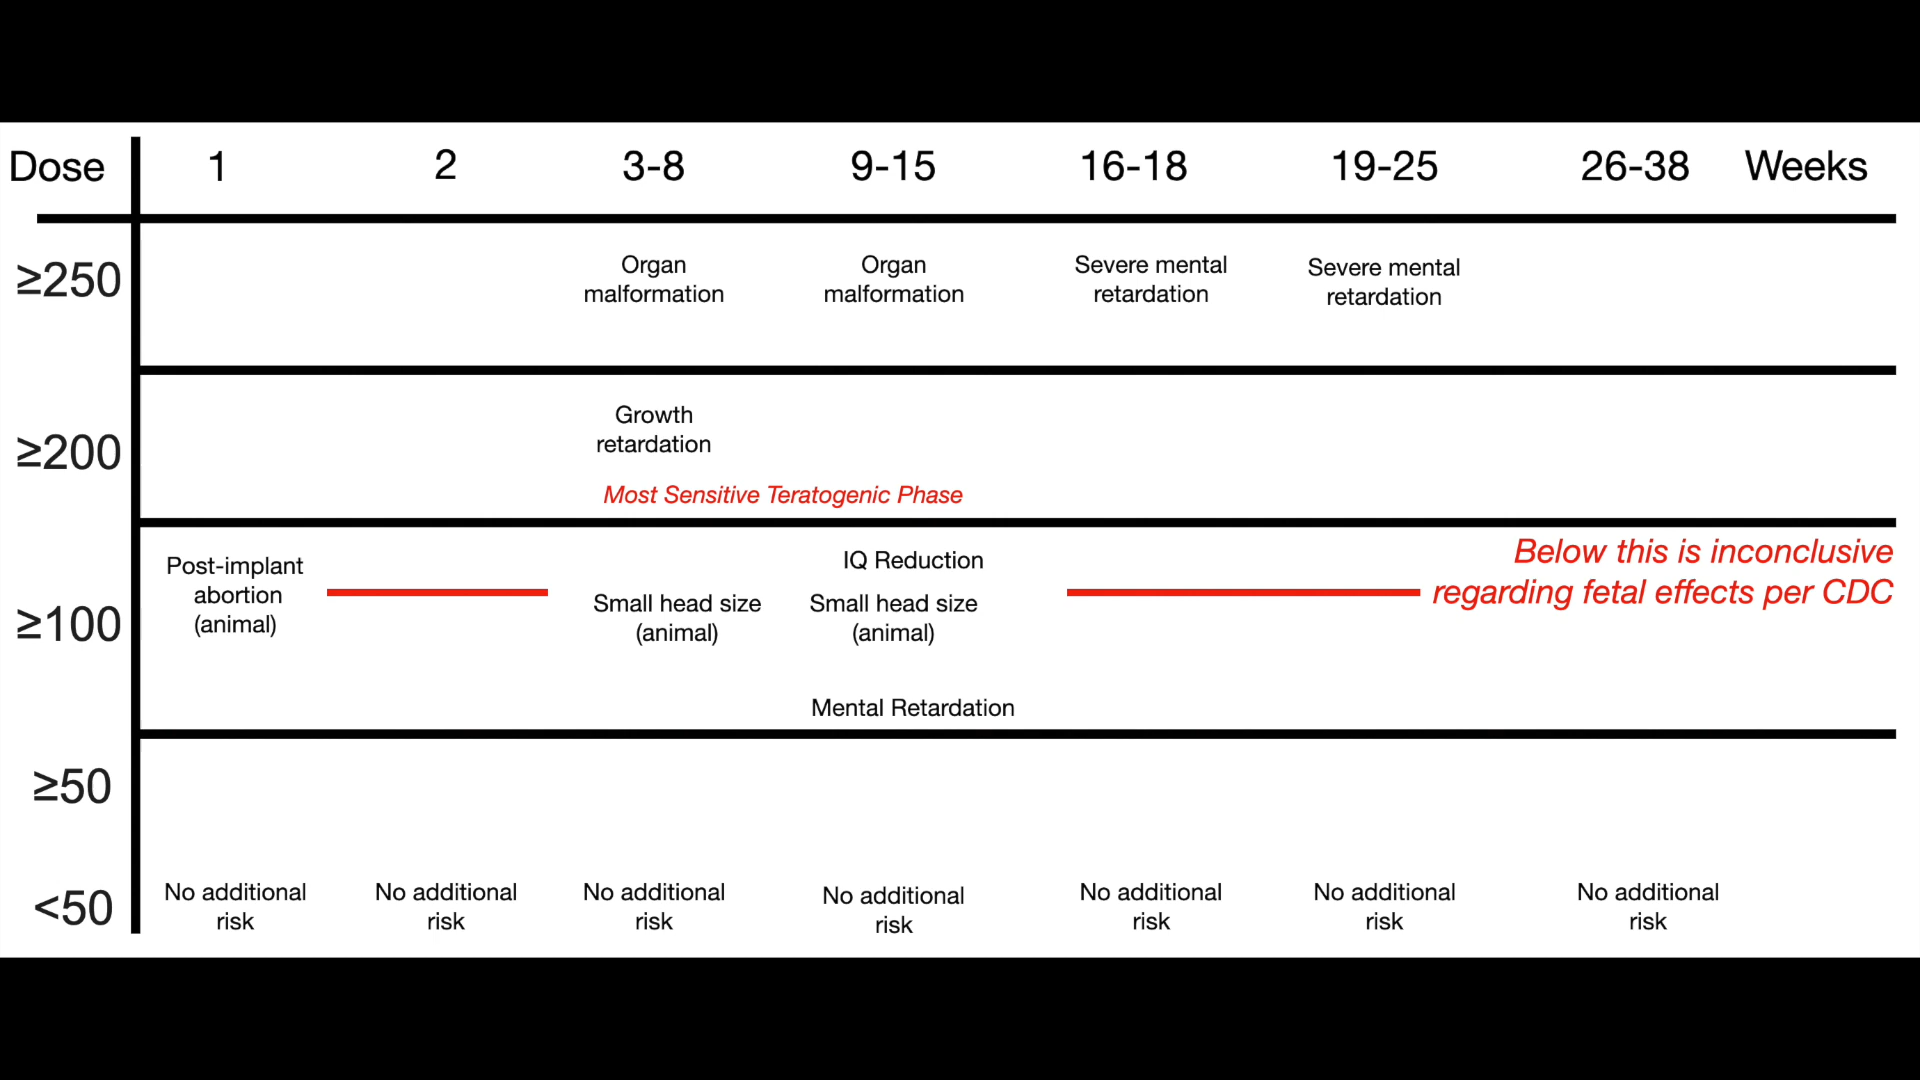 Dose 1 2 3-8 9-15 16-18 19-25 26-38 Weeks
≥250
Organ
malformation
Organ
malformation
Severe mental
retardation
Severe mental
retardation
≥200
Growth
retardation
Most Sensitive Teratogenic Phase
≥100
Post-implant
abortion
(animal)
Small head size
(animal)
IQ Reduction
Small head size
(animal)
Mental Retardation
Below this is inconclusive
regarding fetal effects per CDC
≥50
<50
No additional
risk
No additional
risk
No additional
risk
No additional
risk
No additional
risk
No additional
risk
No additional
risk